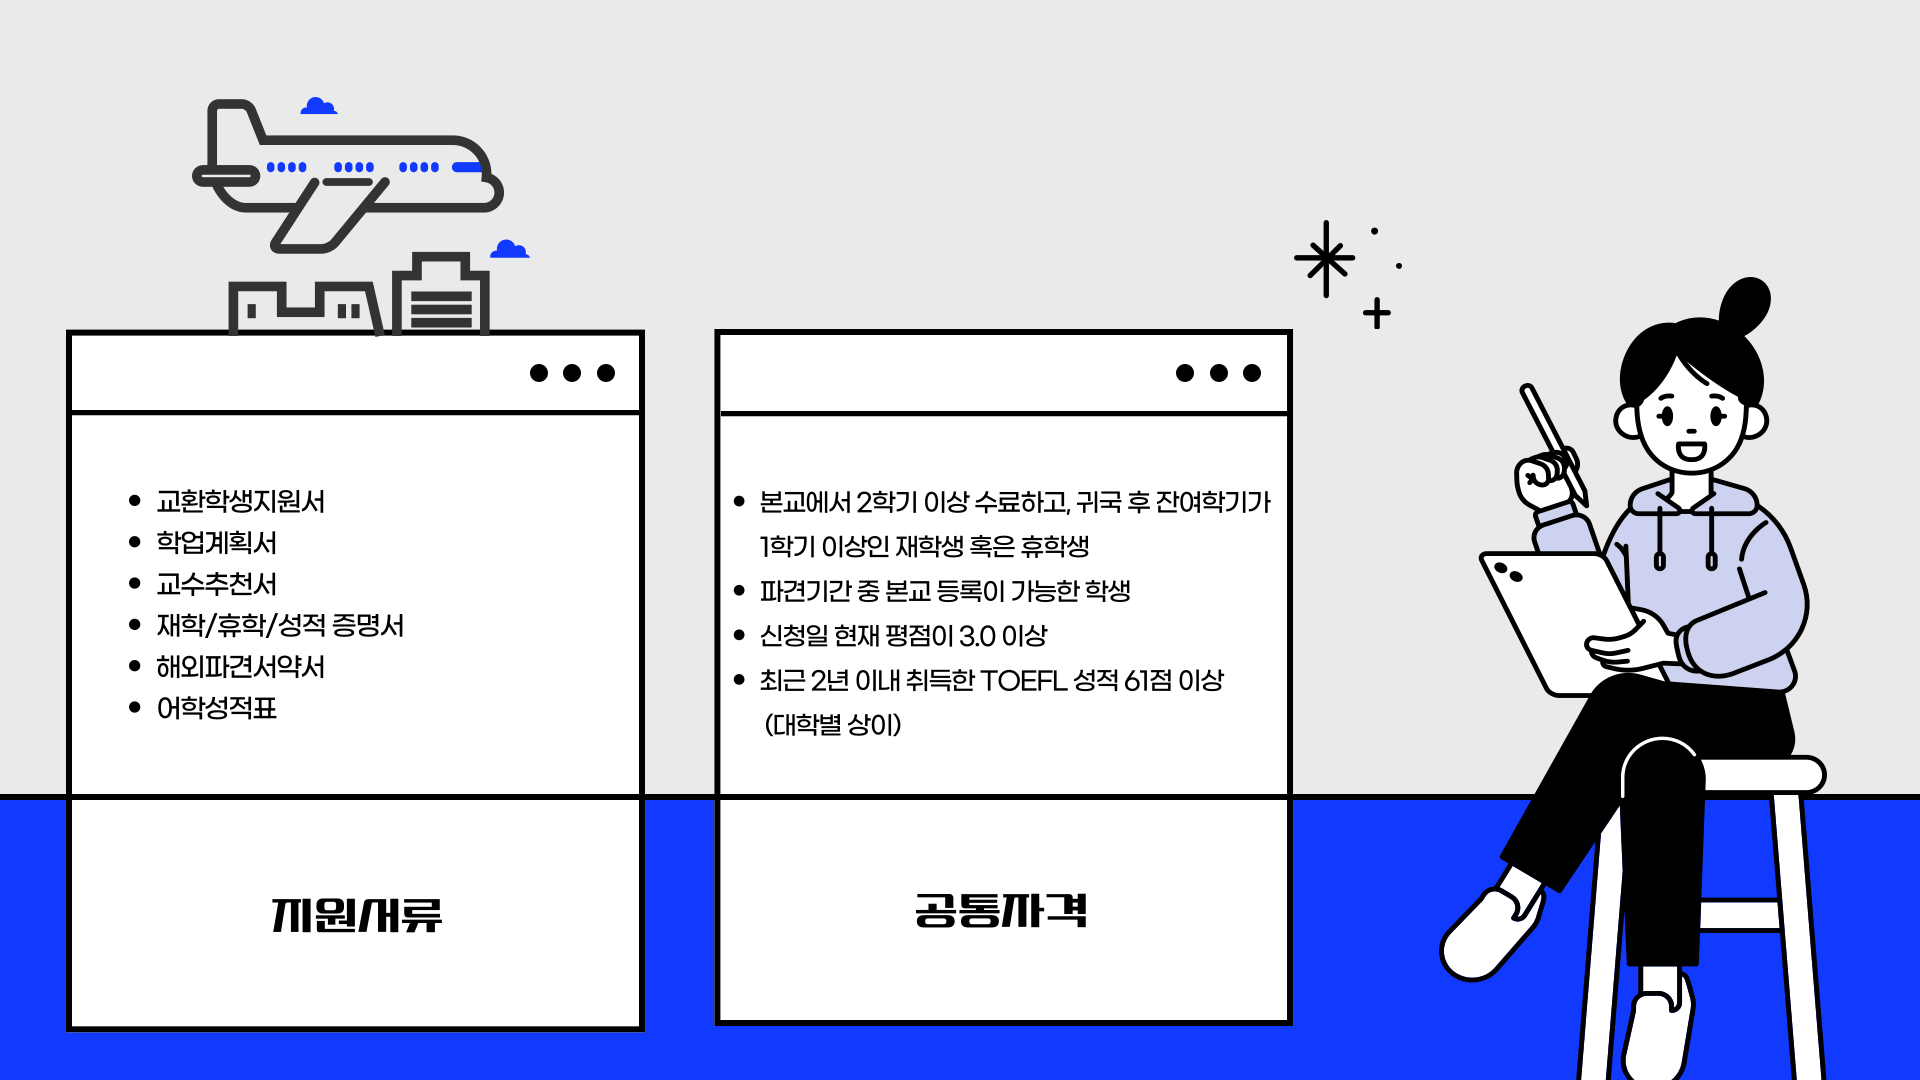 • 교환학생지원서
• 학업계획서
• 교수추천서
• 재학/휴학/성적 증명서
• 해외파견서약서
• 어학성적표
지원서류
• 본교에서 2학기 이상 수료하고, 귀국 후 잔여학기가
1학기 이상인 재학생 혹은 휴학생
• 파견기간 중 본교 등록이 가능한 학생
• 신청일 현재 평점이 3.0 이상
• 최근 2년 이내 취득한 TOEFL 성적 61점 이상
(대학별 상이)
공통자격